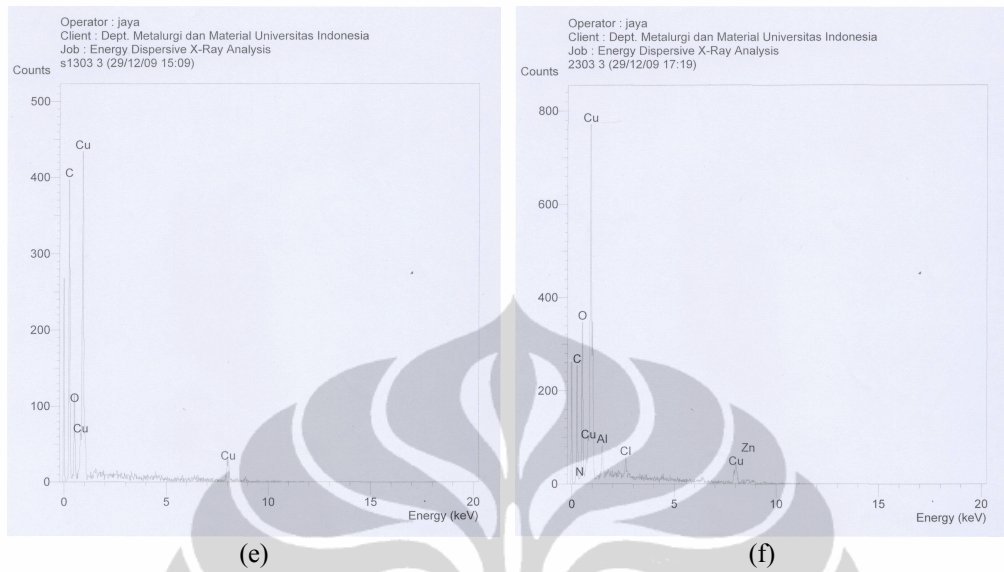 Operator : jaya
Client : Dept. Metalurgi dan Material Universitas Indonesia
Job : Energy Dispersive X-Ray Analysis
s1303 3 (29/12/09 15:09)
Counts
500
400
300
200
100
0
Cu
C
O
Cu
Cu
0 5 10 15 20
Energy (keV)
(e)
Operator : jaya
Client : Dept. Metalurgi dan Material Universitas Indonesia
Job : Energy Dispersive X-Ray Analysis
2303 3 (29/12/09 17:19)
Counts
800
600
400
200
0
Cu
O
C
Cu Al
N
Cl
Zn
Cu
0 5 10 15 20
Energy (keV)
(f)